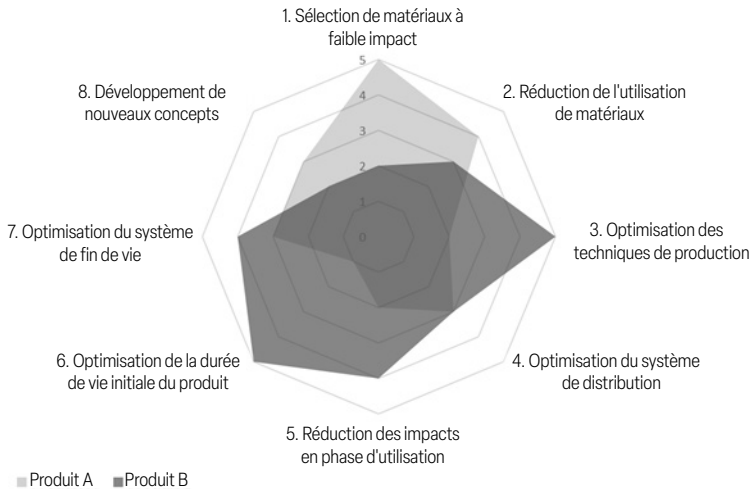 1. Sélection de matériaux à
faible impact
2. Réduction de l'utilisation
de matériaux
3. Optimisation des
techniques de production
4. Optimisation du système
de distribution
5. Réduction des impacts
en phase d'utilisation
6. Optimisation de la durée
de vie initiale du produit
7. Optimisation du système
de fin de vie
8. Développement de
nouveaux concepts
5
4
3
2
1
0
Produit A
Produit B